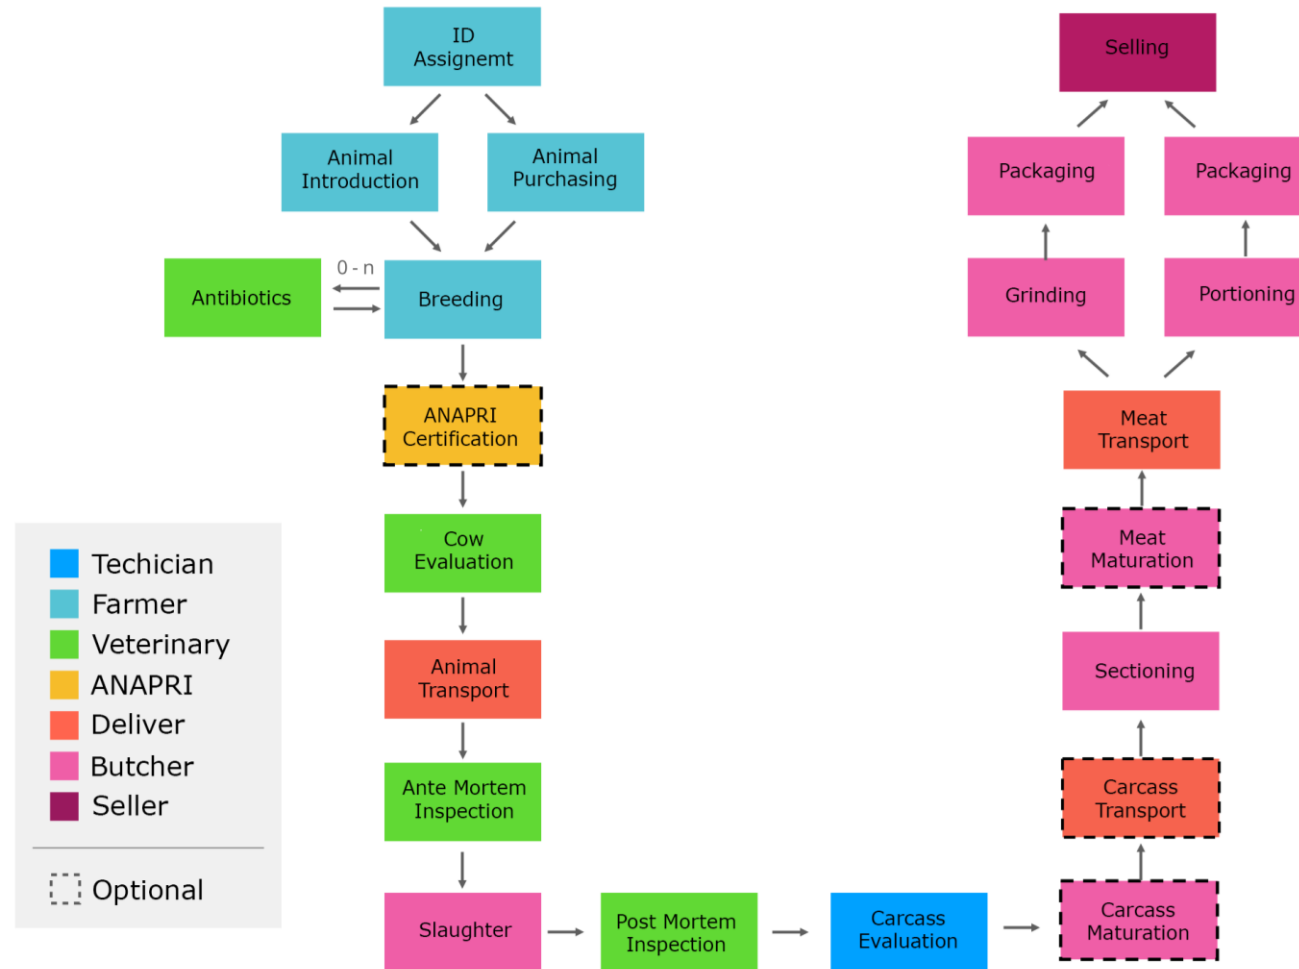 ID
Assignemt
Animal
Introduction
Animal
Purchasing
Antibiotics
0 - n
Breeding
ANAPRI
Certification
Cow
Evaluation
Animal
Transport
Ante Mortem
Inspection
Slaughter
Post Mortem
Inspection
Carcass
Evaluation
Carcass
Maturation
Carcass
Transport
Sectioning
Meat
Maturation
Meat
Transport
Grinding
Portioning
Packaging
Packaging
Selling
Techician
Farmer
Veterinary
ANAPRI
Deliver
Butcher
Seller
Optional